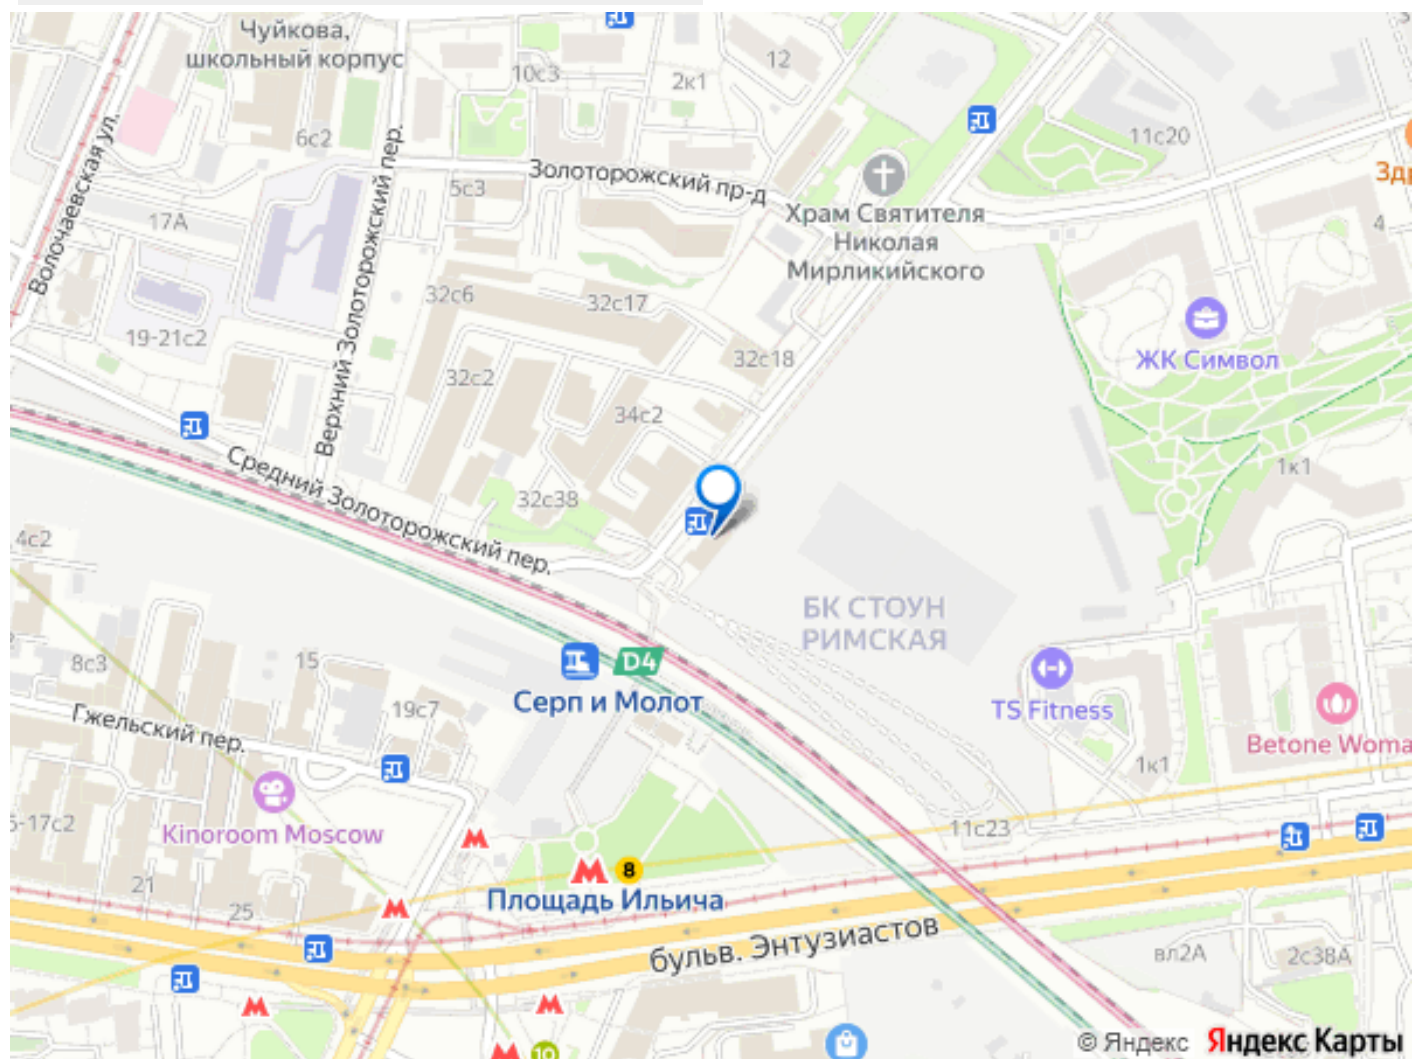 Чуйкова,
школьный корпус
12
10с3
2к1
11с20
6с2
Волочаевская ул.
Верхний Золоторожский пер.
Золоторожский пр-д
5с3
17А
Храм Святителя
Николая
Мирликийского
4
32с6
32с17
19-21с2
32с18
ЖК Символ
32с2
34с2
1к1
Средний Золоторожский пер.
32с38
4с2
БК СТОУН
РИМСКАЯ
8с3
15
D4
Серп и Молот
TS Fitness
19с7
Гжельский пер.
Betone Woma
1к1
Kinoroom Moscow
5-17с2
11с23
8
Площадь Ильича
21
25
бульв. Энтузиастов
вл2А
2с38А
10
© Яндекс Яндекс Карты